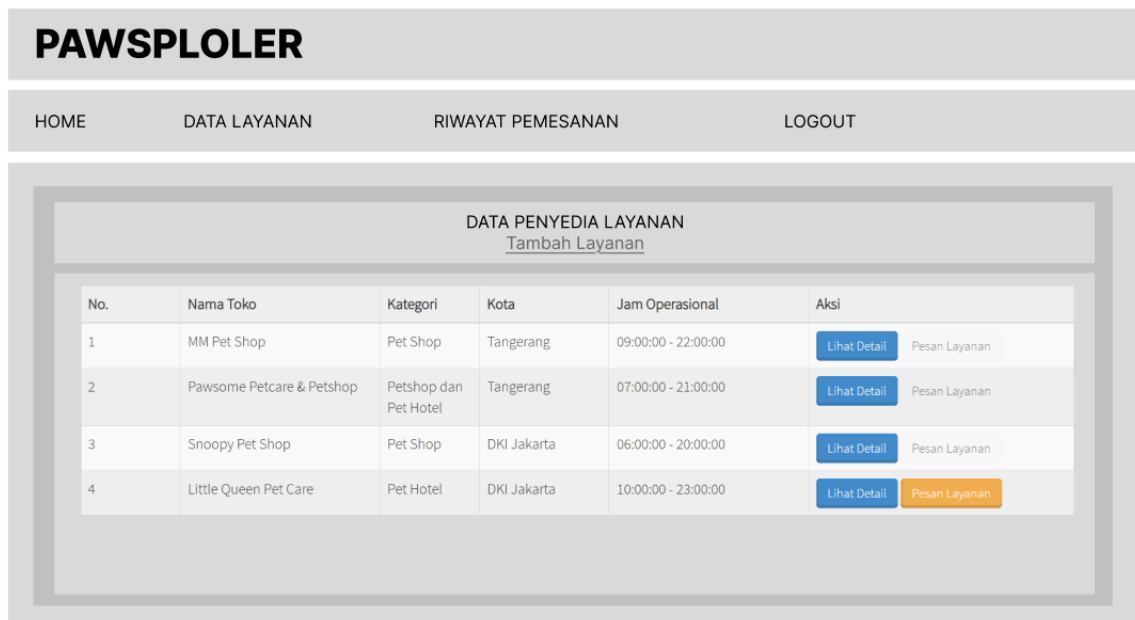 PAWSPLOLER
HOME DATA LAYANAN RIWAYAT PEMESANAN LOGOUT
DATA PENYEDIA LAYANAN
Tambah Layanan
No. Nama Toko Kategori Kota Jam Operasional Aksi
1 MM Pet Shop Pet Shop Tangerang 09:00:00 - 22:00:00 Lihat Detail Pesan Layanan
2 Pawsome Petcare & Petshop Petshop dan Tangerang 07:00:00 - 21:00:00 Lihat Detail Pesan Layanan
Pet Hotel
3 Snoopy Pet Shop Pet Shop DKI Jakarta 06:00:00 - 20:00:00 Lihat Detail Pesan Layanan
4 Little Queen Pet Care Pet Hotel DKI Jakarta 10:00:00 - 23:00:00 Lihat Detail Pesan Layanan